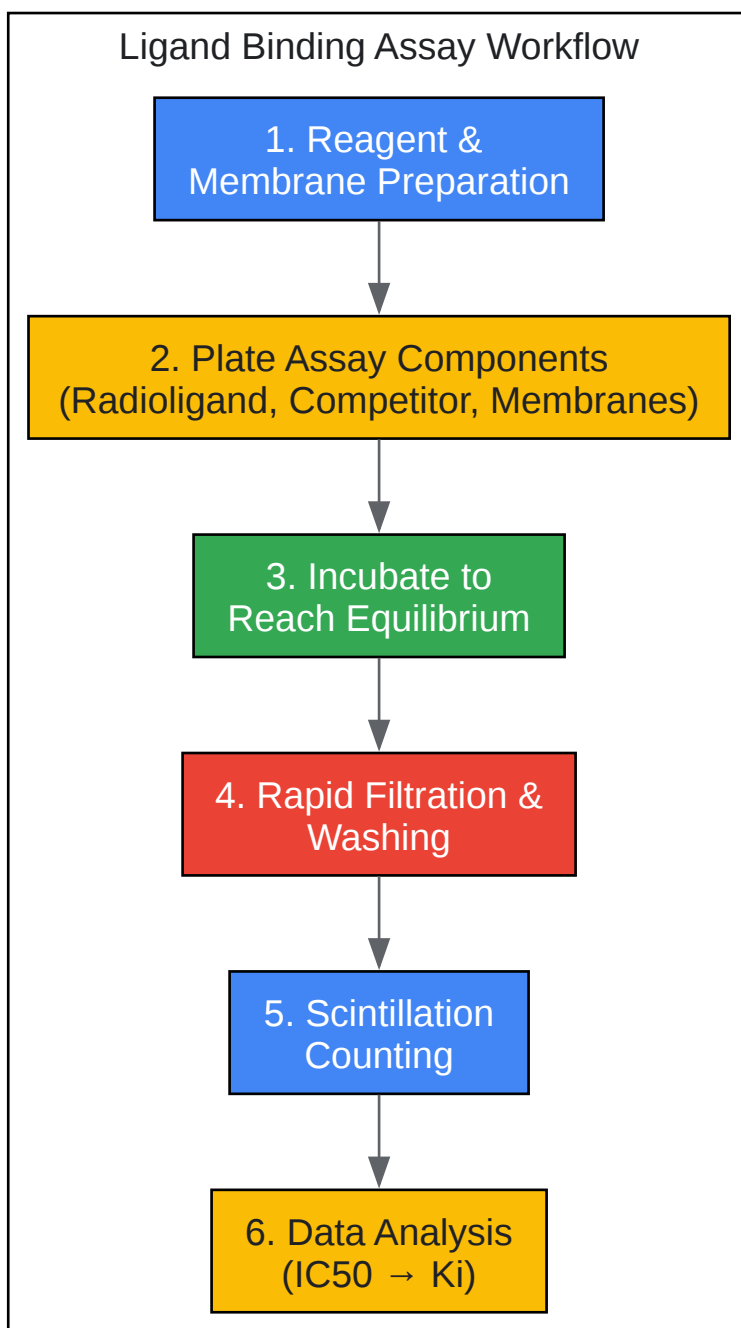 Ligand Binding Assay Workflow
1. Reagent &
Membrane Preparation
2. Plate Assay Components
(Radioligand, Competitor, Membranes)
3. Incubate to
Reach Equilibrium
4. Rapid Filtration &
Washing
5. Scintillation
Counting
6. Data Analysis
(IC50 → Ki)